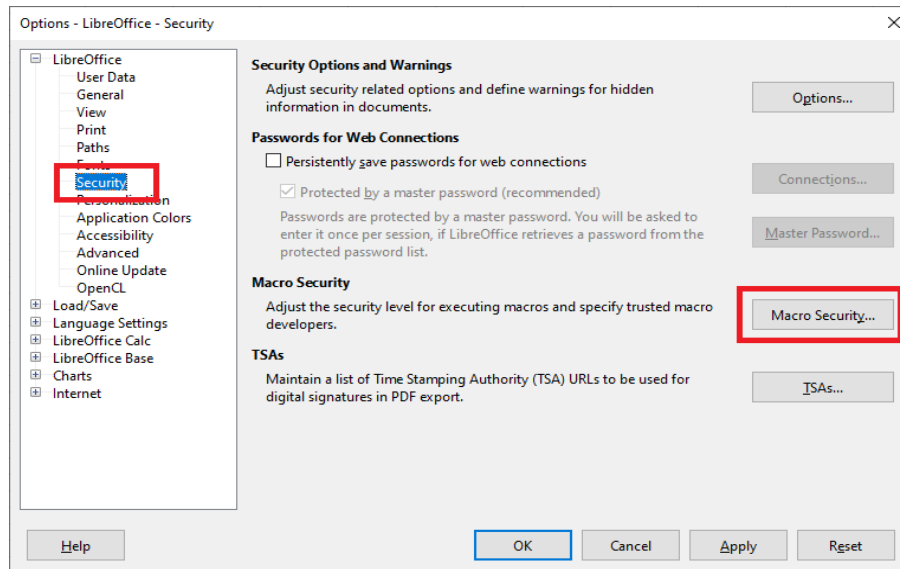 Options - LibreOffice - Security
LibreOffice
User Data
General
View
Print
Paths
Fonts
Security
Personalization
Application Colors
Accessibility
Advanced
Online Update
OpenCL
Load/Save
Language Settings
LibreOffice Calc
LibreOffice Base
Charts
Internet
Security Options and Warnings
Adjust security related options and define warnings for hidden
information in documents.
Options...
Passwords for Web Connections
Persistently save passwords for web connections
Connections...
Protected by a master password (recommended)
Passwords are protected by a master password. You will be asked to
enter it once per session, if LibreOffice retrieves a password from the
protected password list.
Master Password...
Macro Security
Adjust the security level for executing macros and specify trusted macro
developers.
Macro Security...
TSAs
Maintain a list of Time Stamping Authority (TSA) URLs to be used for
digital signatures in PDF export.
TSAs...
Help
OK
Cancel
Apply
Reset